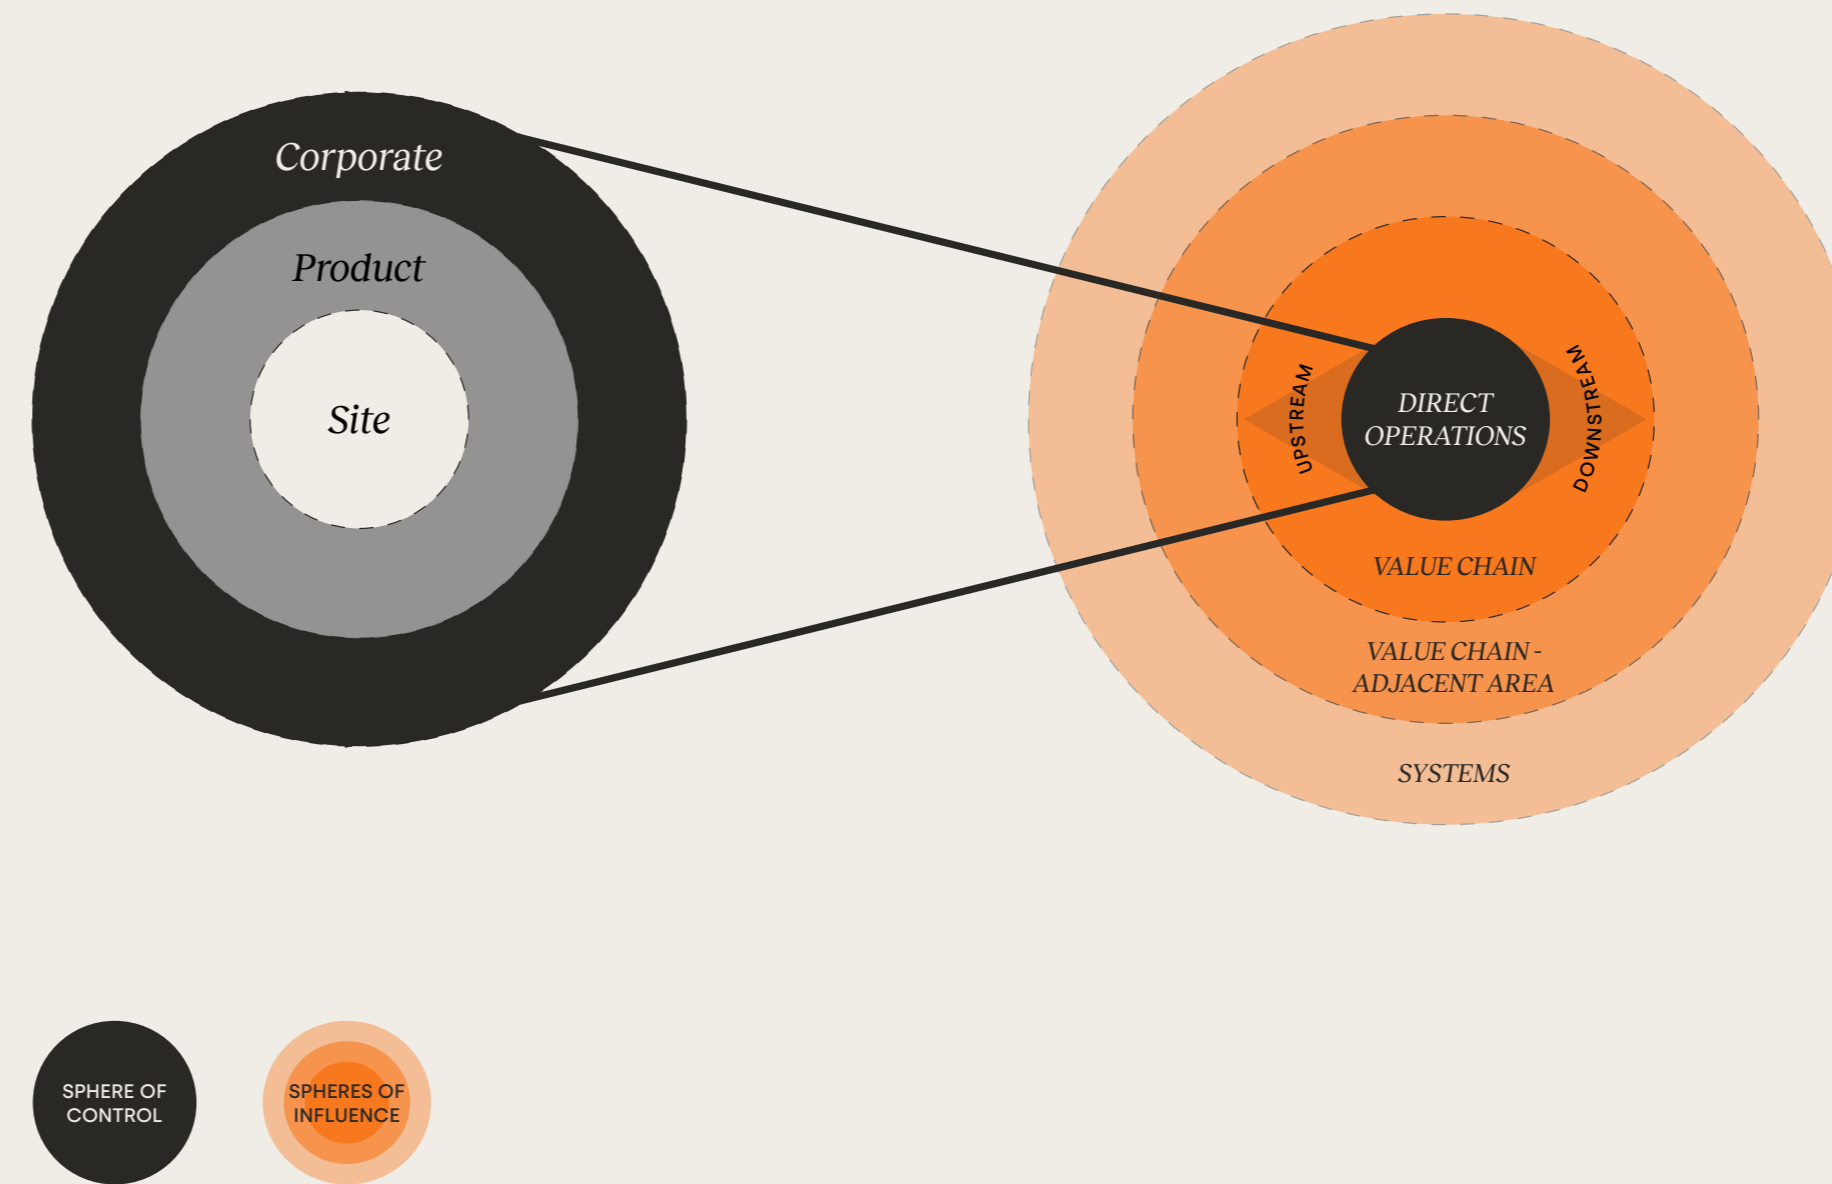 Corporate
Product
Site
UPSTREAM
DIRECT
OPERATIONS
DOWNSTREAM
VALUE CHAIN
VALUE CHAIN -
ADJACENT AREA
SYSTEMS
SPHERE OF
CONTROL
SPHERES OF
INFLUENCE